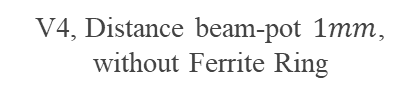 V4, Distance beam-pot 1mm,
without Ferrite Ring